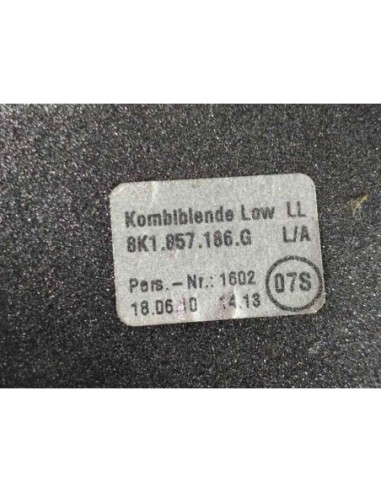 Kombiblende Low LL
8K1.857.186.G L/A
Pers.-Nr.: 1602
18.06.10 14.13 07S